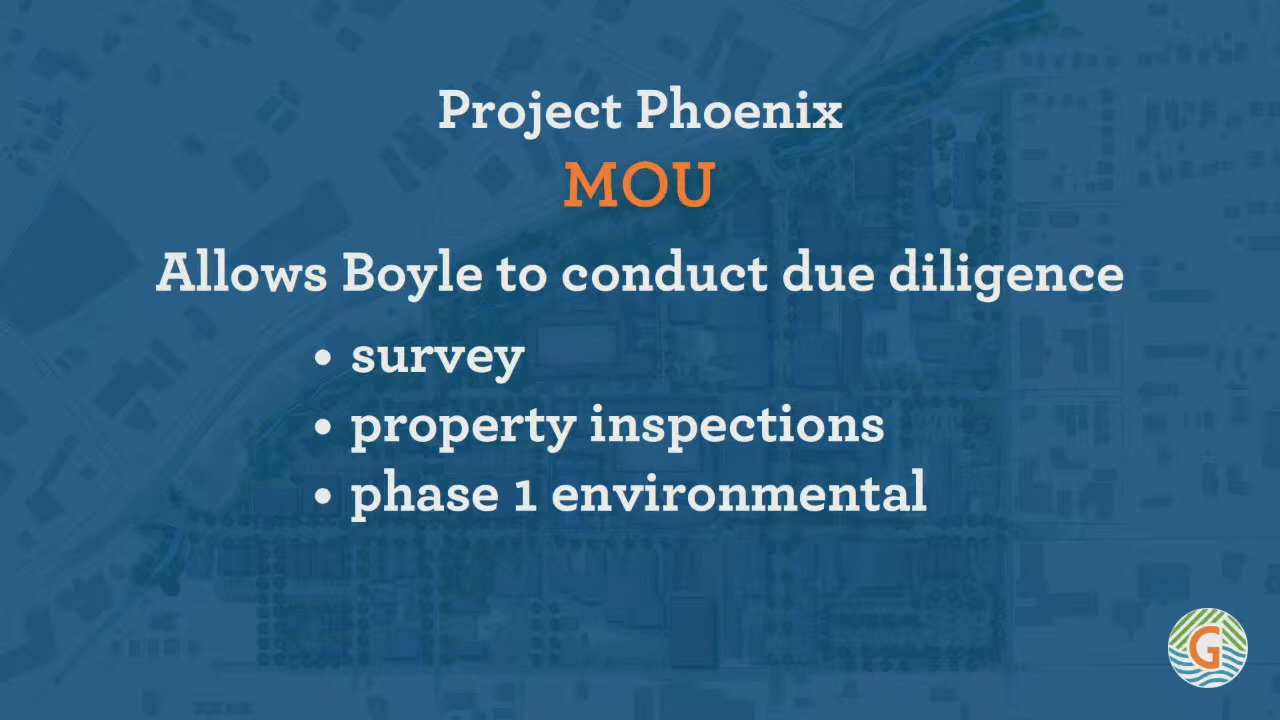 Project Phoenix
MOU
Allows Boyle to conduct due diligence
• survey
• property inspections
• phase 1 environmental
G